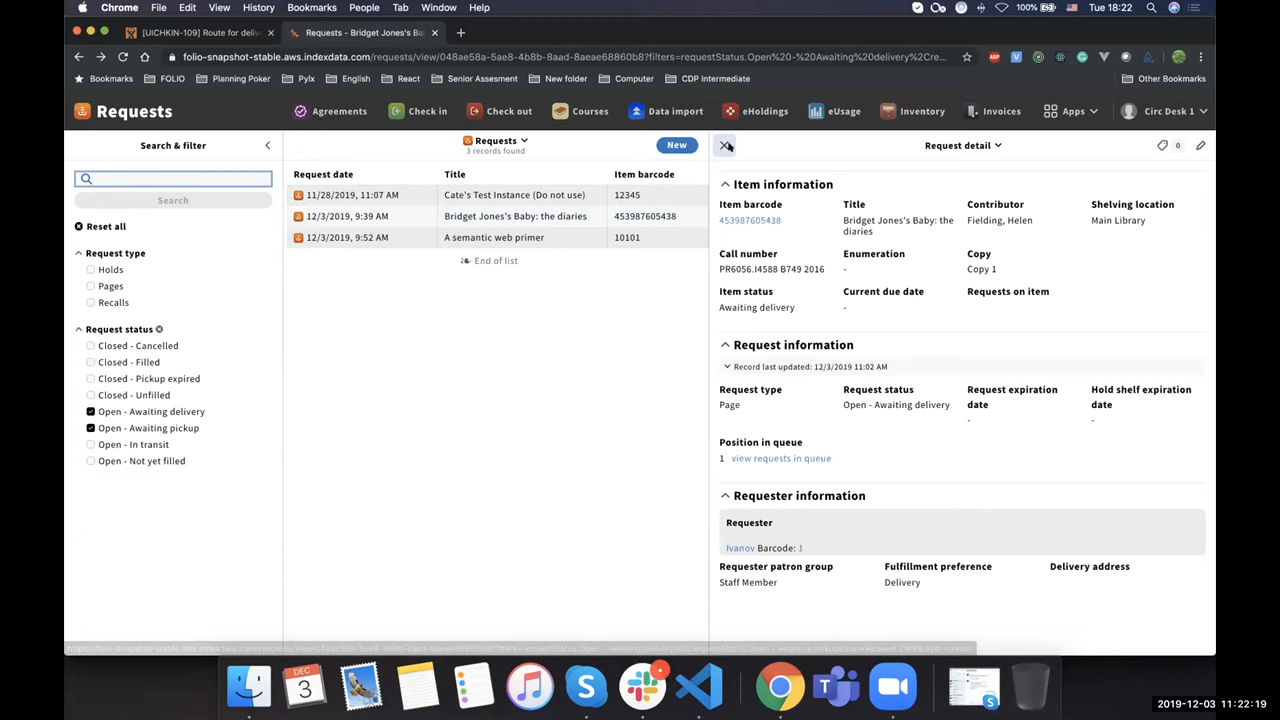 Chrome File Edit View History Bookmarks People Tab Window Help 100% Tue 18:22
[UICHKIN-109] Route for deliv Requests - Bridget Jones's Ba
folio-snapshot-stable.aws.indexdata.com/requests/view/048ae58a-5ae8-4b8b-8aad-8aeae68860b8?filters=requestStatus.Open%20-%20Awaiting%20delivery%2Cre...
Bookmarks FOLIO Planning Poker Pylx English React Senior Assesment New folder Computer CDP Intermediate Other Bookmarks
Requests Agreements Check in Check out Courses Data import eHoldings eUsage Inventory Invoices Apps Circ Desk 1
Search & filter
Search
Reset all
Request type
Holds
Pages
Recalls
Request status
Closed - Cancelled
Closed - Filled
Closed - Pickup expired
Closed - Unfilled
Open - Awaiting delivery
Open - Awaiting pickup
Open - In transit
Open - Not yet filled
Requests
3 records found
New
Request date Title Item barcode
11/28/2019, 11:07 AM Cate's Test Instance (Do not use) 12345
12/3/2019, 9:39 AM Bridget Jones's Baby: the diaries 453987605438
12/3/2019, 9:52 AM A semantic web primer 10101
End of list
Request detail 0
Item information
Item barcode Title Contributor Shelving location
453987605438 Bridget Jones's Baby: the Fielding, Helen Main Library
diaries
Call number Enumeration Copy
PR6056.I4588 B749 2016 - Copy 1
Item status Current due date Requests on item
Awaiting delivery -
Request information
Record last updated: 12/3/2019 11:02 AM
Request type Request status Request expiration Hold shelf expiration
date date
Page Open - Awaiting delivery
- -
Position in queue
1 view requests in queue
Requester information
Requester
Ivanov Barcode: 1
Requester patron group Fulfillment preference Delivery address
Staff Member Delivery
DEC
3
2019-12-03 11:22:19